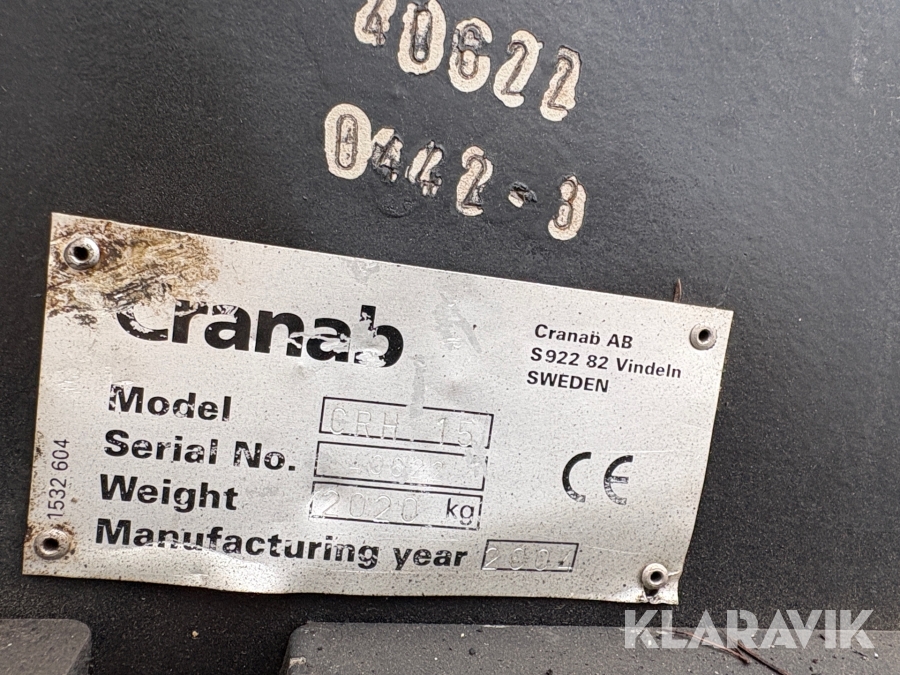 40622
0442-3
Cranab
Cranab AB
S922 82 Vindeln
SWEDEN
Model CRH 15
Serial No.
Weight 2020 kg
Manufacturing year 2004
CE
1532 604
KLARAVIK